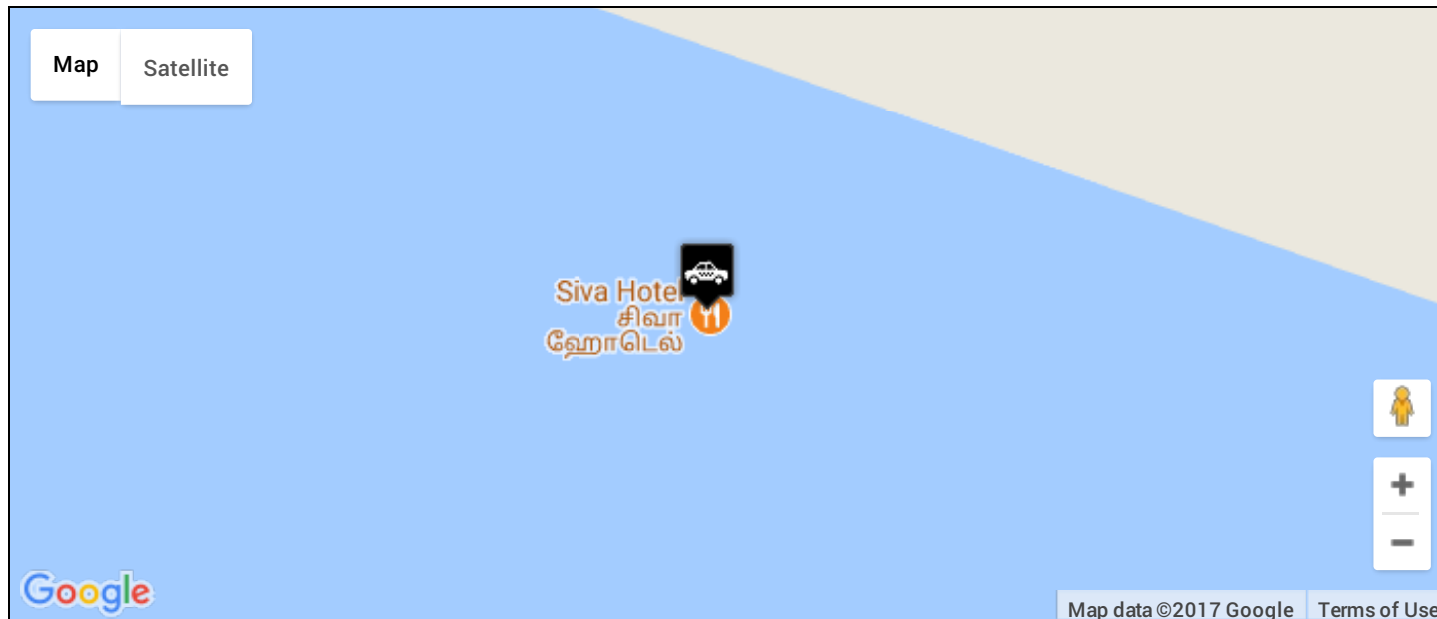 Map
Satellite
Siva Hotel
சிவா
ஹோடெல்
Google
Map data ©2017 Google
Terms of Use